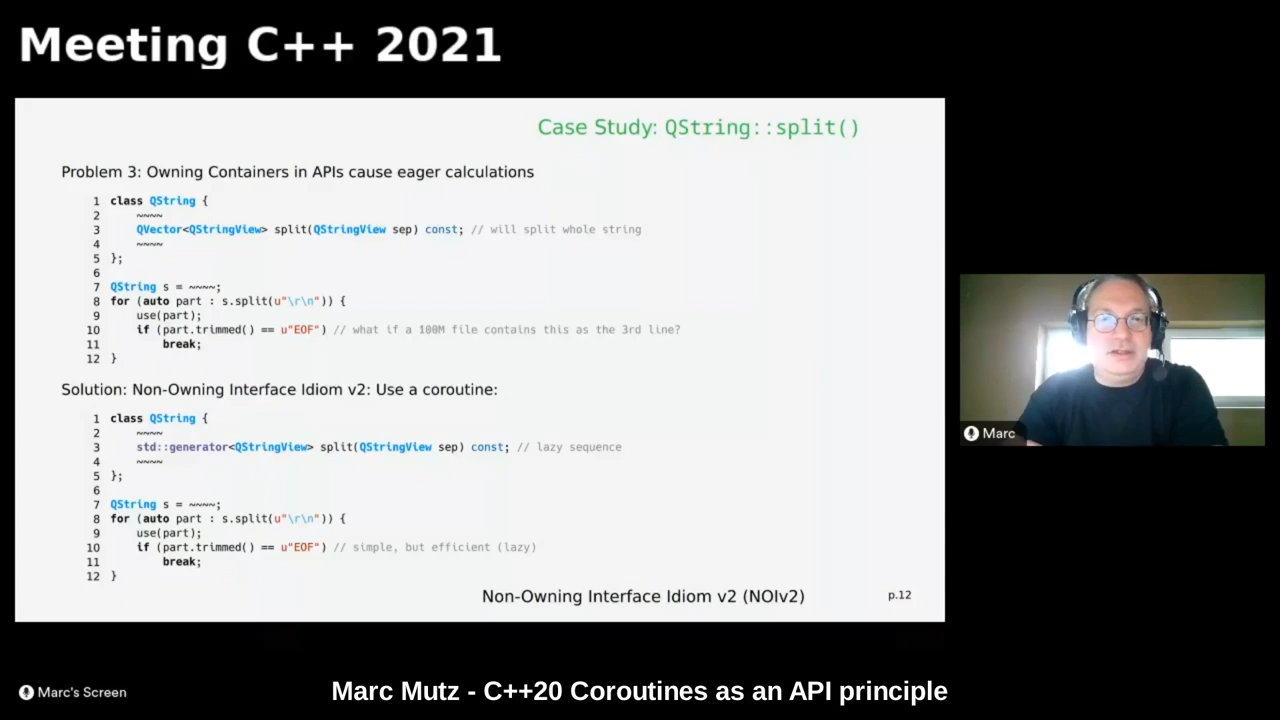 Meeting C++ 2021
Case Study: QString::split()
Problem 3: Owning Containers in APIs cause eager calculations
1 class QString {
2 ~~~~
3 QVector<QStringView> split(QStringView sep) const; // will split whole string
4 ~~~~
5 };
6
7 QString s = ~~~~;
8 for (auto part : s.split(u"\r\n")) {
9 use(part);
10 if (part.trimmed() == u"EOF") // what if a 100M file contains this as the 3rd line?
11 break;
12 }
Solution: Non-Owning Interface Idiom v2: Use a coroutine:
1 class QString {
2 ~~~~
3 std::generator<QStringView> split(QStringView sep) const; // lazy sequence
4 ~~~~
5 };
6
7 QString s = ~~~~;
8 for (auto part : s.split(u"\r\n")) {
9 use(part);
10 if (part.trimmed() == u"EOF") // simple, but efficient (lazy)
11 break;
12 }
Non-Owning Interface Idiom v2 (NOIv2)
p.12
Marc
Marc's Screen
Marc Mutz - C++20 Coroutines as an API principle